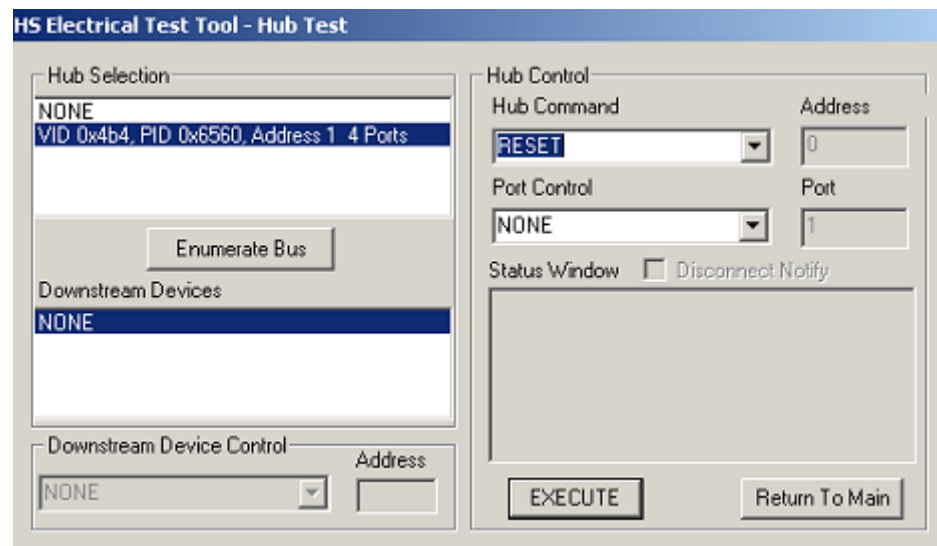 HS Electrical Test Tool - Hub Test
Hub Selection
NONE
VID 0x4b4, PID 0x6560, Address 1 4 Ports
Enumerate Bus
Downstream Devices
NONE
Downstream Device Control
Address
NONE
Hub Control
Hub Command
Address
RESET
0
Port Control
Port
NONE
1
Status Window
Disconnect Notify
EXECUTE
Return To Main